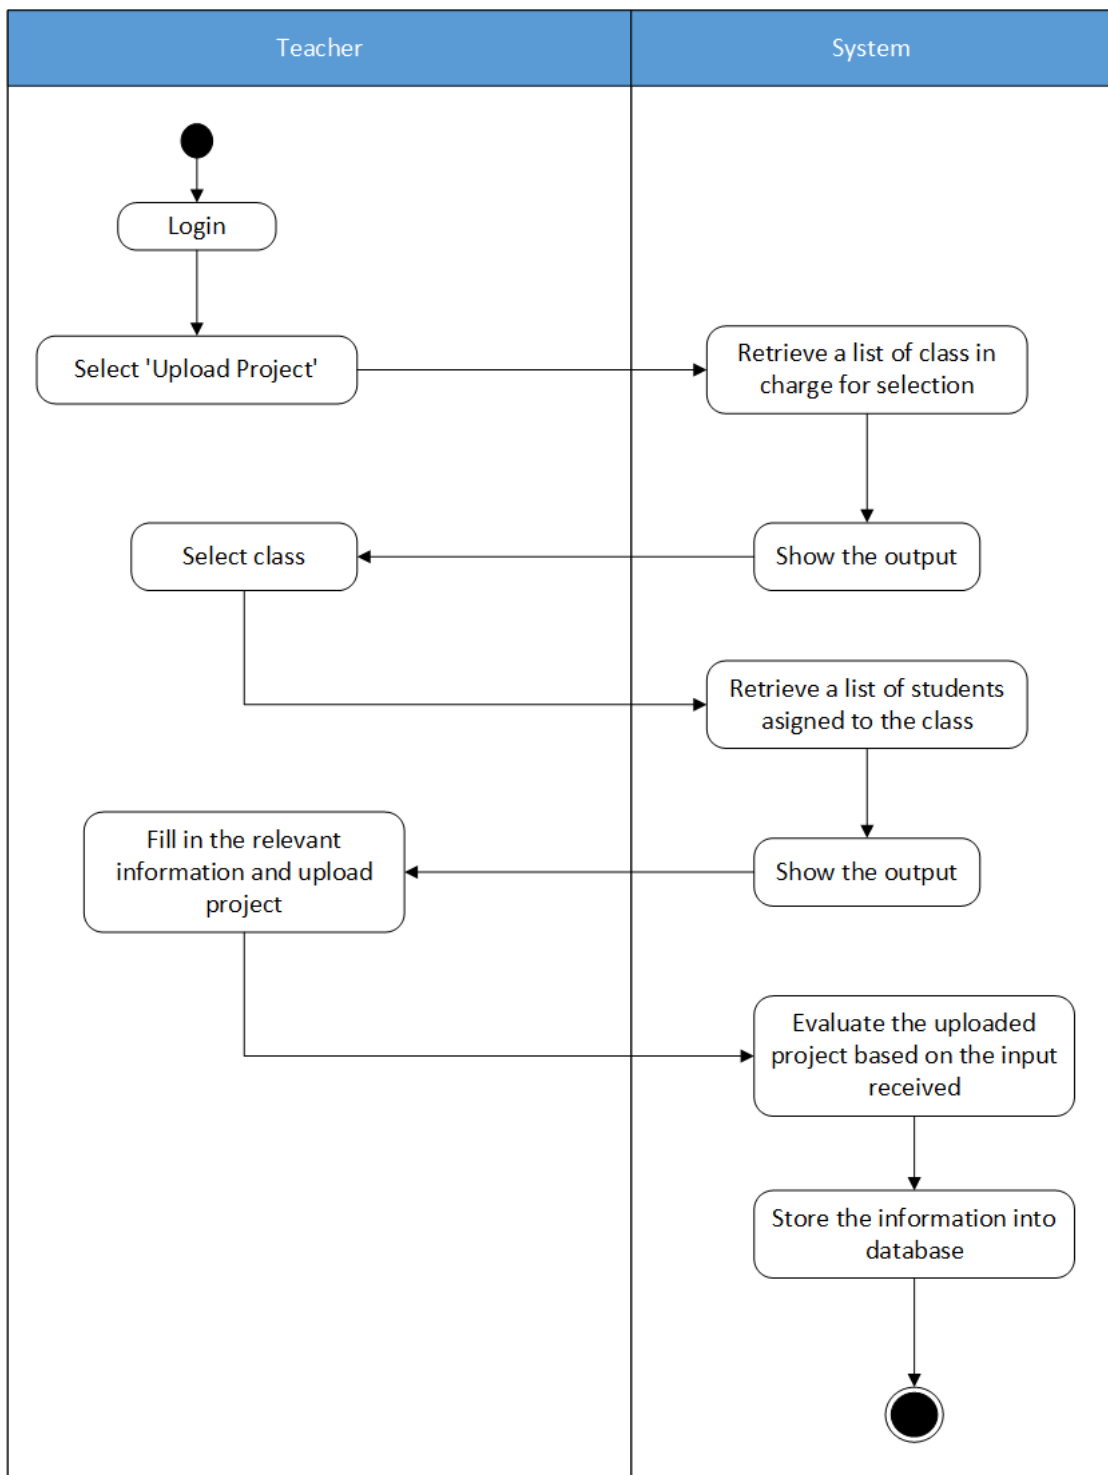 Teacher
System
Login
Select 'Upload Project'
Retrieve a list of class in
charge for selection
Select class
Show the output
Retrieve a list of students
asigned to the class
Fill in the relevant
information and upload
project
Show the output
Evaluate the uploaded
project based on the input
received
Store the information into
database